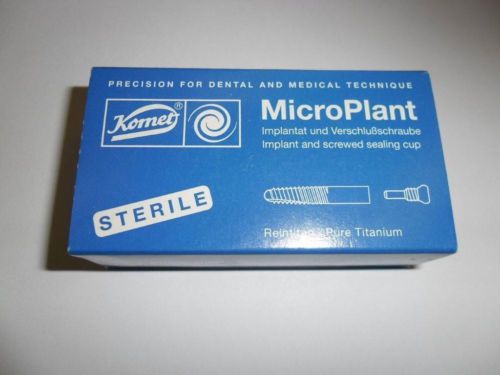 PRECISION FOR DENTAL AND MEDICAL TECHNIQUE
Komet®
MicroPlant
Implantat und Verschlußschraube
Implant and screwed sealing cup
STERILE
Pure Titanium